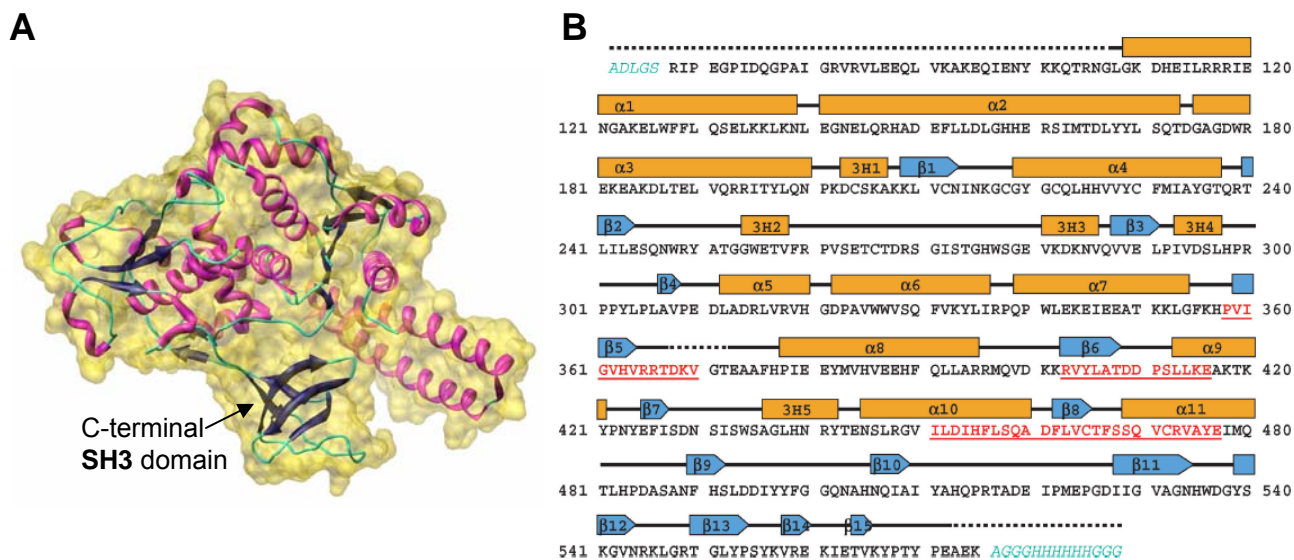 A
C-terminal
SH3 domain
B
ADLGS RIP EGPIDQGPAI GRVRVLEEQL VKAKEQIENY KKQTRNGLGK DHEILRRRIE 120
α1 α2
121 NGAKELWFFL QSELKKLKNL EGNELQRHAD EFLLDLGHHE RSIMTDLYYL SQTDGAGDWR 180
α3 3H1 β1 α4
181 EKEAKDLTEL VQRRITYLQN PKDCSKAKKL VCNINKGCGY GCQLHHVVYC FMIAYGTQRT 240
β2 3H2 3H3 β3 3H4
241 LILESQNWRY ATGGWETVFR PVSETCTDRS GISTGHWSGE VKDKNVQVVE LPIVDSLHPR 300
β4 α5 α6 α7
301 PPYLPLAVPE DLADRLVRVH GDPAVWWVSQ FVKYLIRPQP WLEKEIEEAT KKLGFKHPVI 360
β5 α8 β6 α9
361 GVHVRRTDKV GTEAAFHPIE EYMVHVEEHF QLLARRMQVD KKRVYLATDD PSLLKEAKTK 420
β7 3H5 α10 β8 α11
421 YPNYEFISDN SISWSAGLHN RYTENSLRGV ILDIHFLSQA DFLVCTFSSQ VCRVAYEIMQ 480
β9 β10 β11
481 TLHPDASANF HSLDDIYYFG GQNAHNQIAI YAHQPRTADE IPMEPGDIIG VAGNHWDGYS 540
β12 β13 β14 β15
541 KGVNRKLGRT GLYPSYKVRE KIETVKYPTY PEAEK AGGGHHHHHHGGG